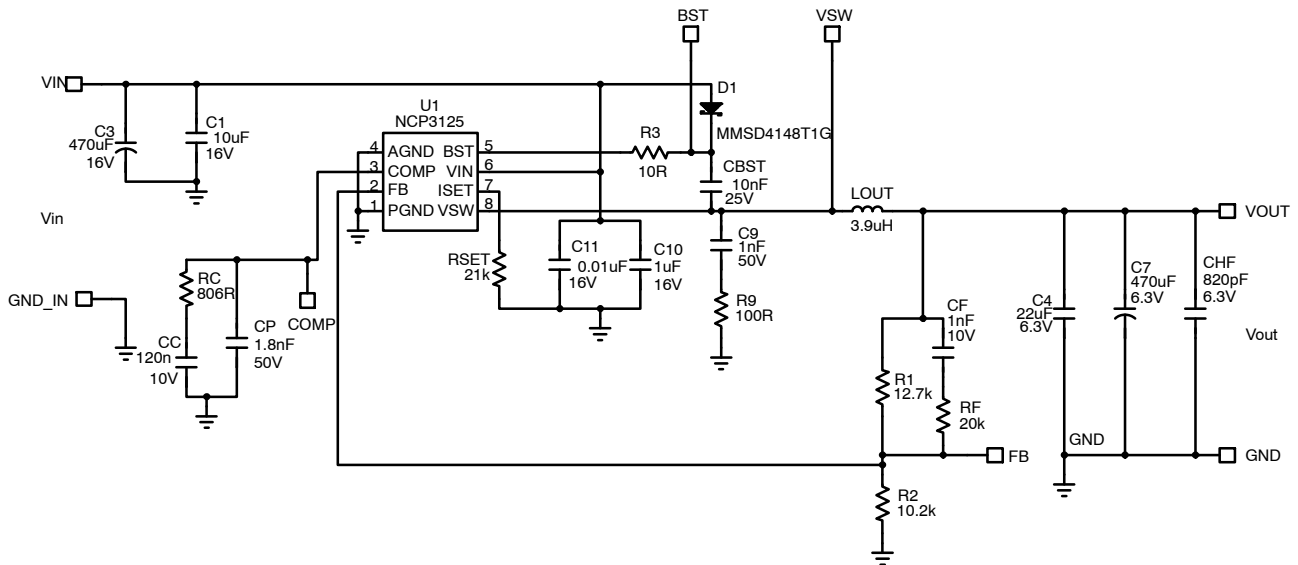 BST
VSW
VIN
C3
470uF
16V
C1
10uF
16V
U1
NCP3125
4 AGND BST 5
3 COMP VIN 6
2 FB ISET 7
1 PGND VSW 8
R3
10R
D1
MMSD4148T1G
CBST
10nF
25V
LOUT
3.9uH
VOUT
Vin
GND_IN
RC
806R
CC
120n
10V
CP
1.8nF
50V
COMP
RSET
21k
C11
0.01uF
16V
C10
1uF
16V
C9
1nF
50V
R9
100R
CF
1nF
10V
R1
12.7k
RF
20k
FB
R2
10.2k
C4
22uF
6.3V
C7
470uF
6.3V
CHF
820pF
6.3V
Vout
GND
GND